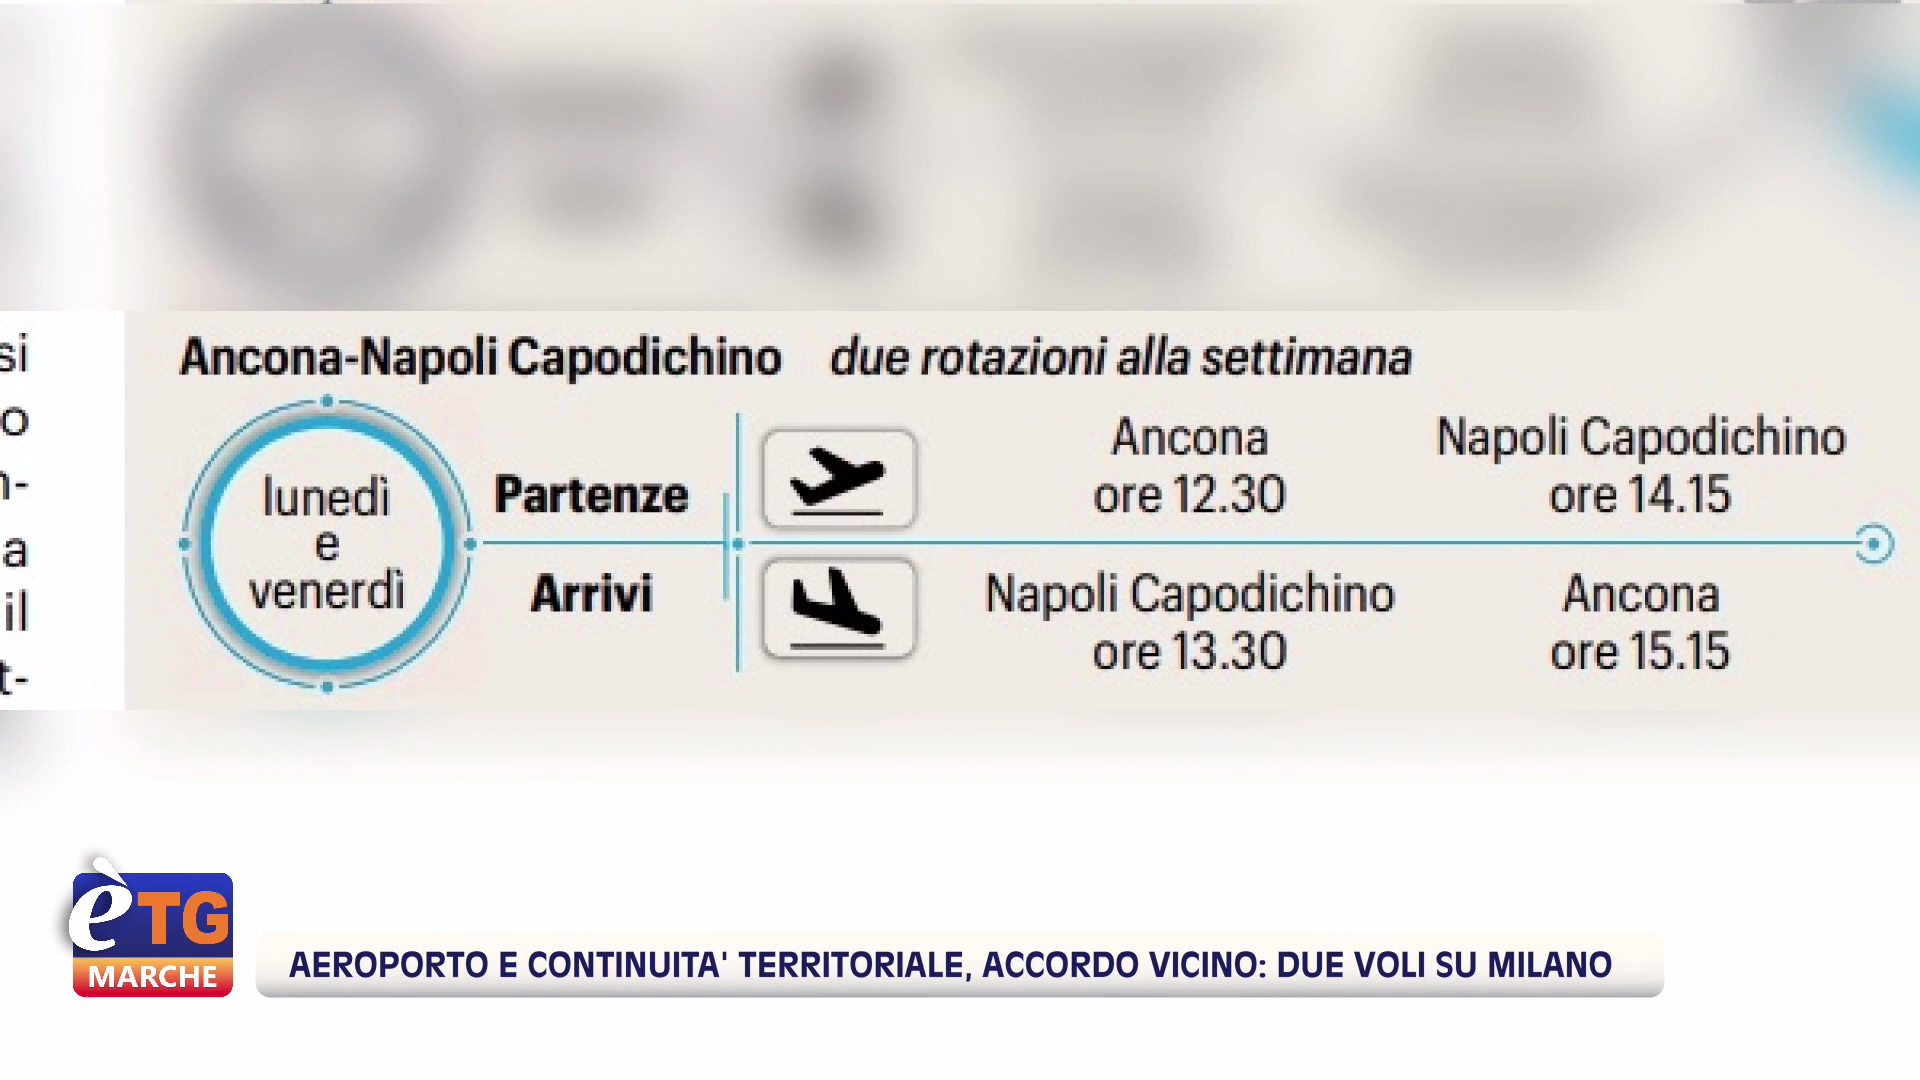 si
o
n-
a
il
t-
Ancona-Napoli Capodichino due rotazioni alla settimana
lunedì
e
venerdì
Partenze
Ancona
ore 12.30
Napoli Capodichino
ore 14.15
Arrivi
Napoli Capodichino
ore 13.30
Ancona
ore 15.15
èTG
MARCHE
AEROPORTO E CONTINUITA' TERRITORIALE, ACCORDO VICINO: DUE VOLI SU MILANO